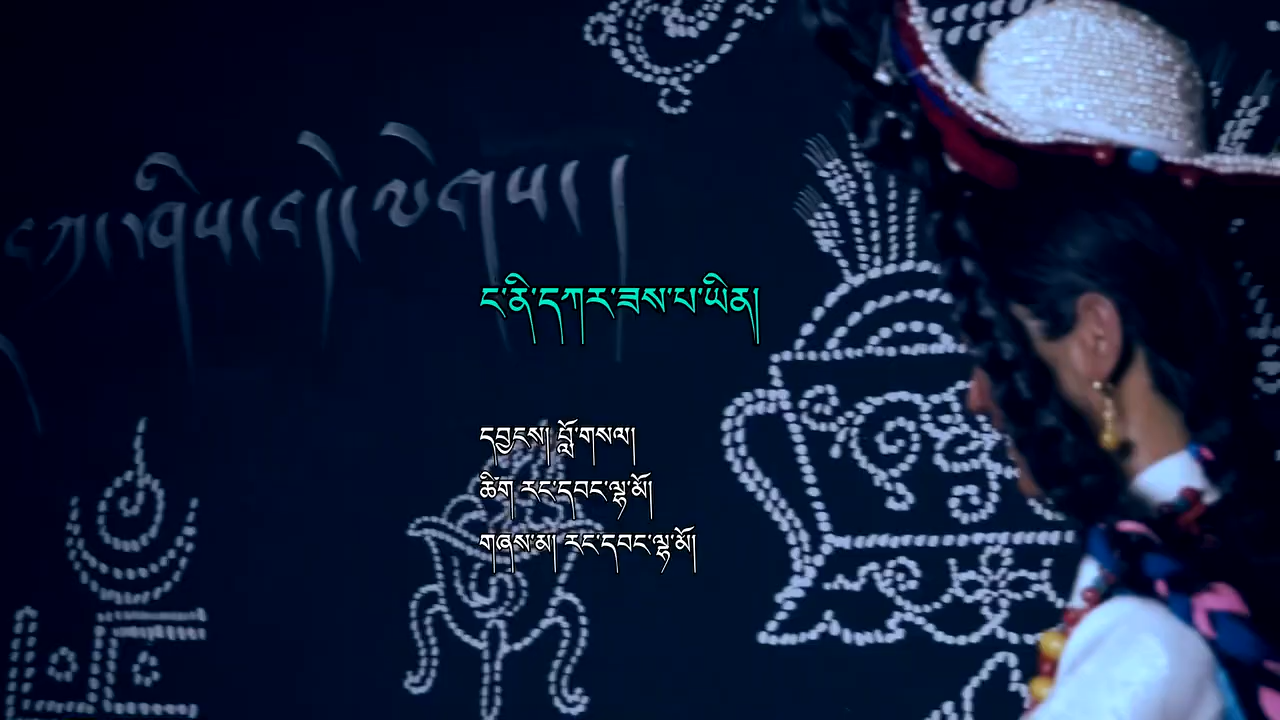 ང་ནི་དཀར་ཟས་པ་ཡིན།
དབྱངས། བློ་གསལ།
ཚིག རང་དབང་ལྷ་མོ།
གཞས་མ། རང་དབང་ལྷ་མོ།